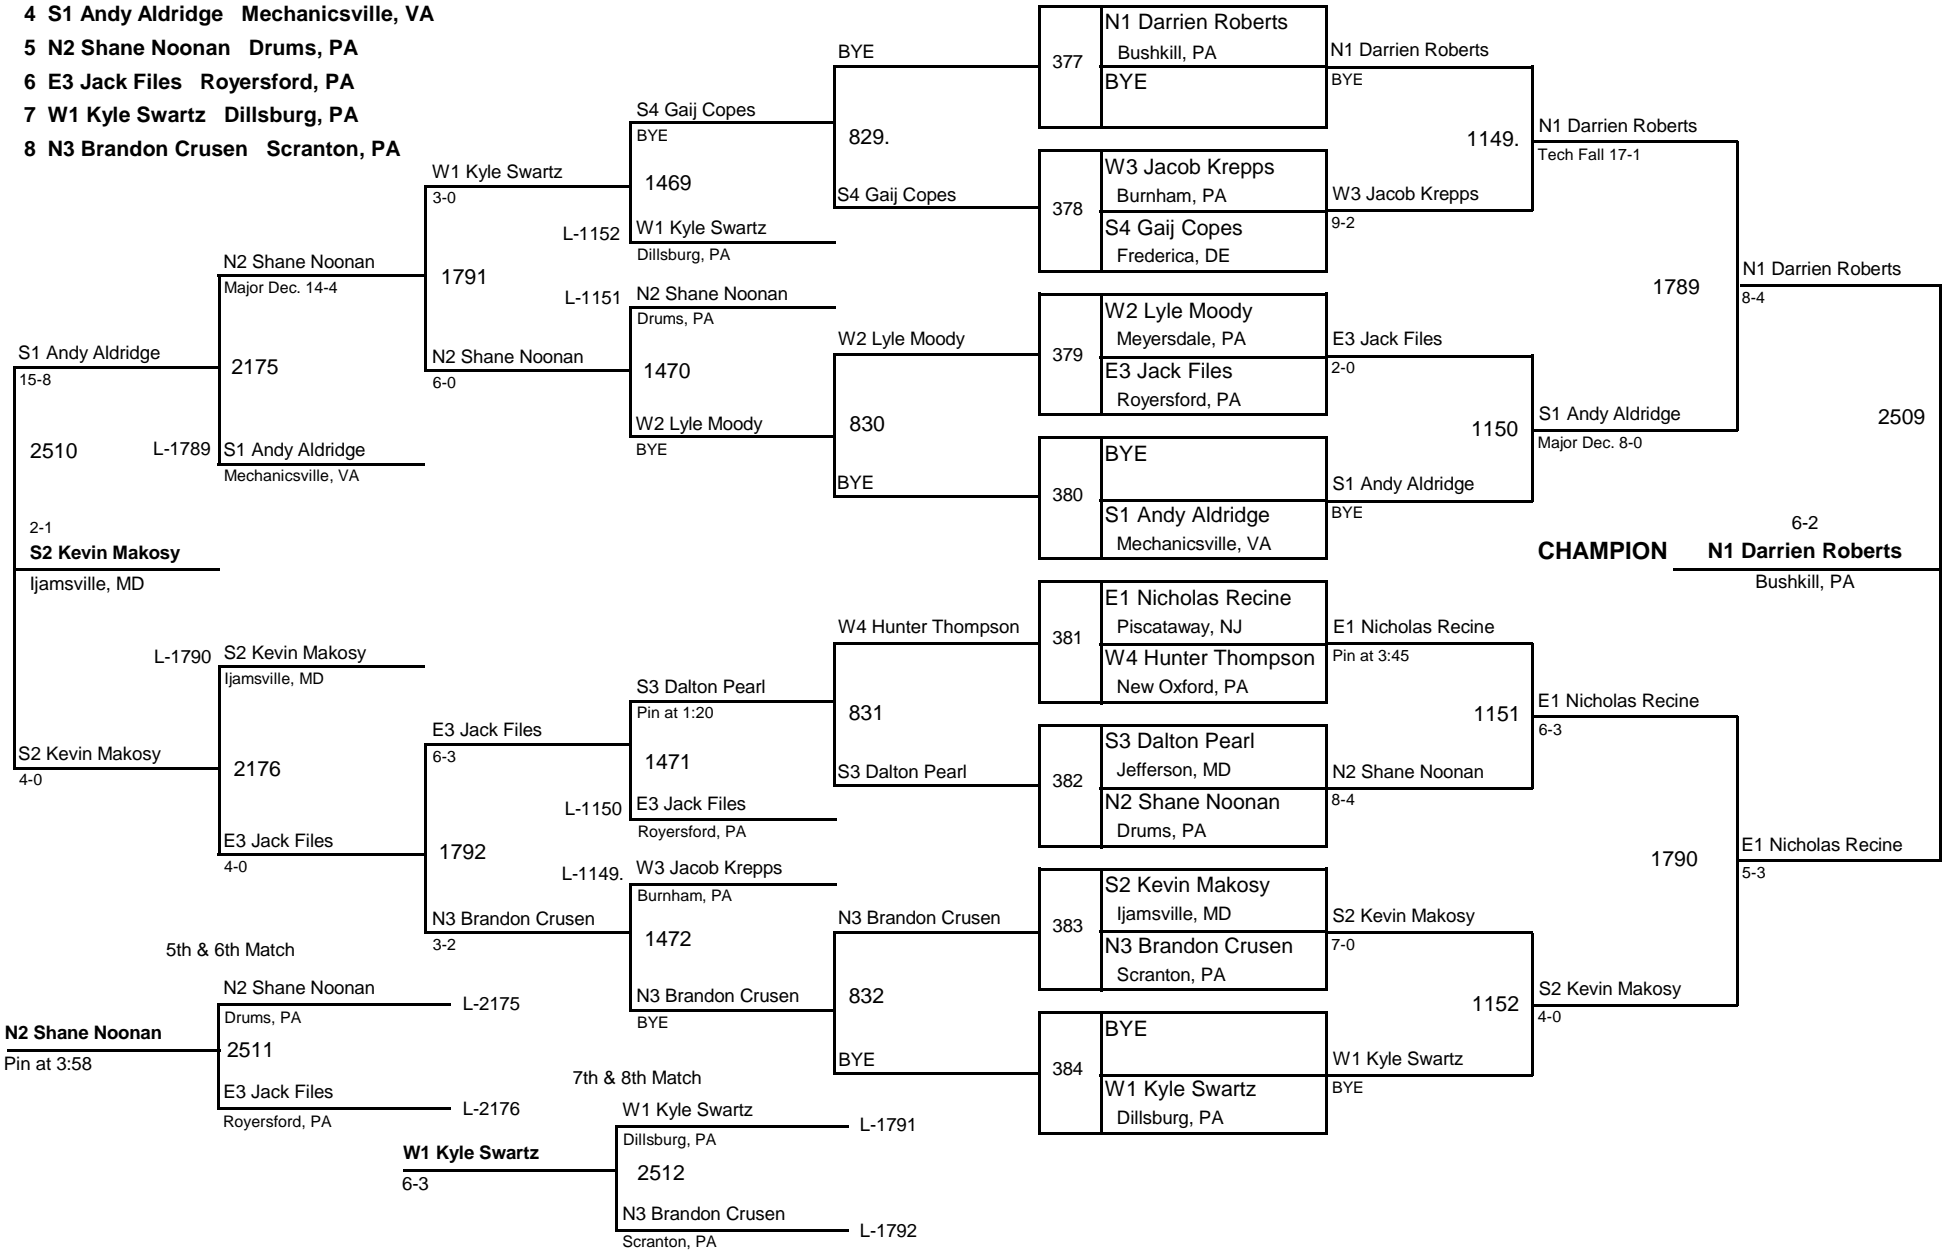 4 S1 Andy Aldridge Mechanicsville, VA
5 N2 Shane Noonan Drums, PA
6 E3 Jack Files Royersford, PA
7 W1 Kyle Swartz Dillsburg, PA
8 N3 Brandon Crusen Scranton, PA
S1 Andy Aldridge
15-8
2510
2-1
S2 Kevin Makosy
Ijamsville, MD
S2 Kevin Makosy
4-0
N2 Shane Noonan
Major Dec. 14-4
2175
L-1789
S1 Andy Aldridge
Mechanicsville, VA
L-1790
S2 Kevin Makosy
Ijamsville, MD
2176
E3 Jack Files
4-0
W1 Kyle Swartz
3-0
1791
N2 Shane Noonan
6-0
E3 Jack Files
6-3
1792
N3 Brandon Crusen
3-2
S4 Gaij Copes
BYE
1469
L-1152
W1 Kyle Swartz
Dillsburg, PA
L-1151
N2 Shane Noonan
Drums, PA
1470
W2 Lyle Moody
BYE
S3 Dalton Pearl
Pin at 1:20
1471
L-1150
E3 Jack Files
Royersford, PA
L-1149.
W3 Jacob Krepps
Burnham, PA
1472
N3 Brandon Crusen
BYE
BYE
829.
S4 Gaij Copes
W2 Lyle Moody
830
BYE
W4 Hunter Thompson
831
S3 Dalton Pearl
N3 Brandon Crusen
832
BYE
377
N1 Darrien Roberts
Bushkill, PA
BYE
378
W3 Jacob Krepps
Burnham, PA
S4 Gaij Copes
Frederica, DE
379
W2 Lyle Moody
Meyersdale, PA
E3 Jack Files
Royersford, PA
380
BYE
S1 Andy Aldridge
Mechanicsville, VA
381
E1 Nicholas Recine
Piscataway, NJ
W4 Hunter Thompson
New Oxford, PA
382
S3 Dalton Pearl
Jefferson, MD
N2 Shane Noonan
Drums, PA
383
S2 Kevin Makosy
Ijamsville, MD
N3 Brandon Crusen
Scranton, PA
384
BYE
W1 Kyle Swartz
Dillsburg, PA
N1 Darrien Roberts
BYE
1149.
W3 Jacob Krepps
9-2
E3 Jack Files
2-0
1150
S1 Andy Aldridge
BYE
E1 Nicholas Recine
Pin at 3:45
1151
N2 Shane Noonan
8-4
S2 Kevin Makosy
7-0
1152
W1 Kyle Swartz
BYE
N1 Darrien Roberts
Tech Fall 17-1
1789
S1 Andy Aldridge
Major Dec. 8-0
E1 Nicholas Recine
6-3
1790
S2 Kevin Makosy
4-0
N1 Darrien Roberts
8-4
2509
6-2
CHAMPION N1 Darrien Roberts
Bushkill, PA
E1 Nicholas Recine
5-3
5th & 6th Match
N2 Shane Noonan
L-2175
Drums, PA
N2 Shane Noonan
Pin at 3:58
2511
E3 Jack Files
L-2176
Royersford, PA
7th & 8th Match
W1 Kyle Swartz
L-1791
Dillsburg, PA
W1 Kyle Swartz
6-3
2512
N3 Brandon Crusen
L-1792
Scranton, PA